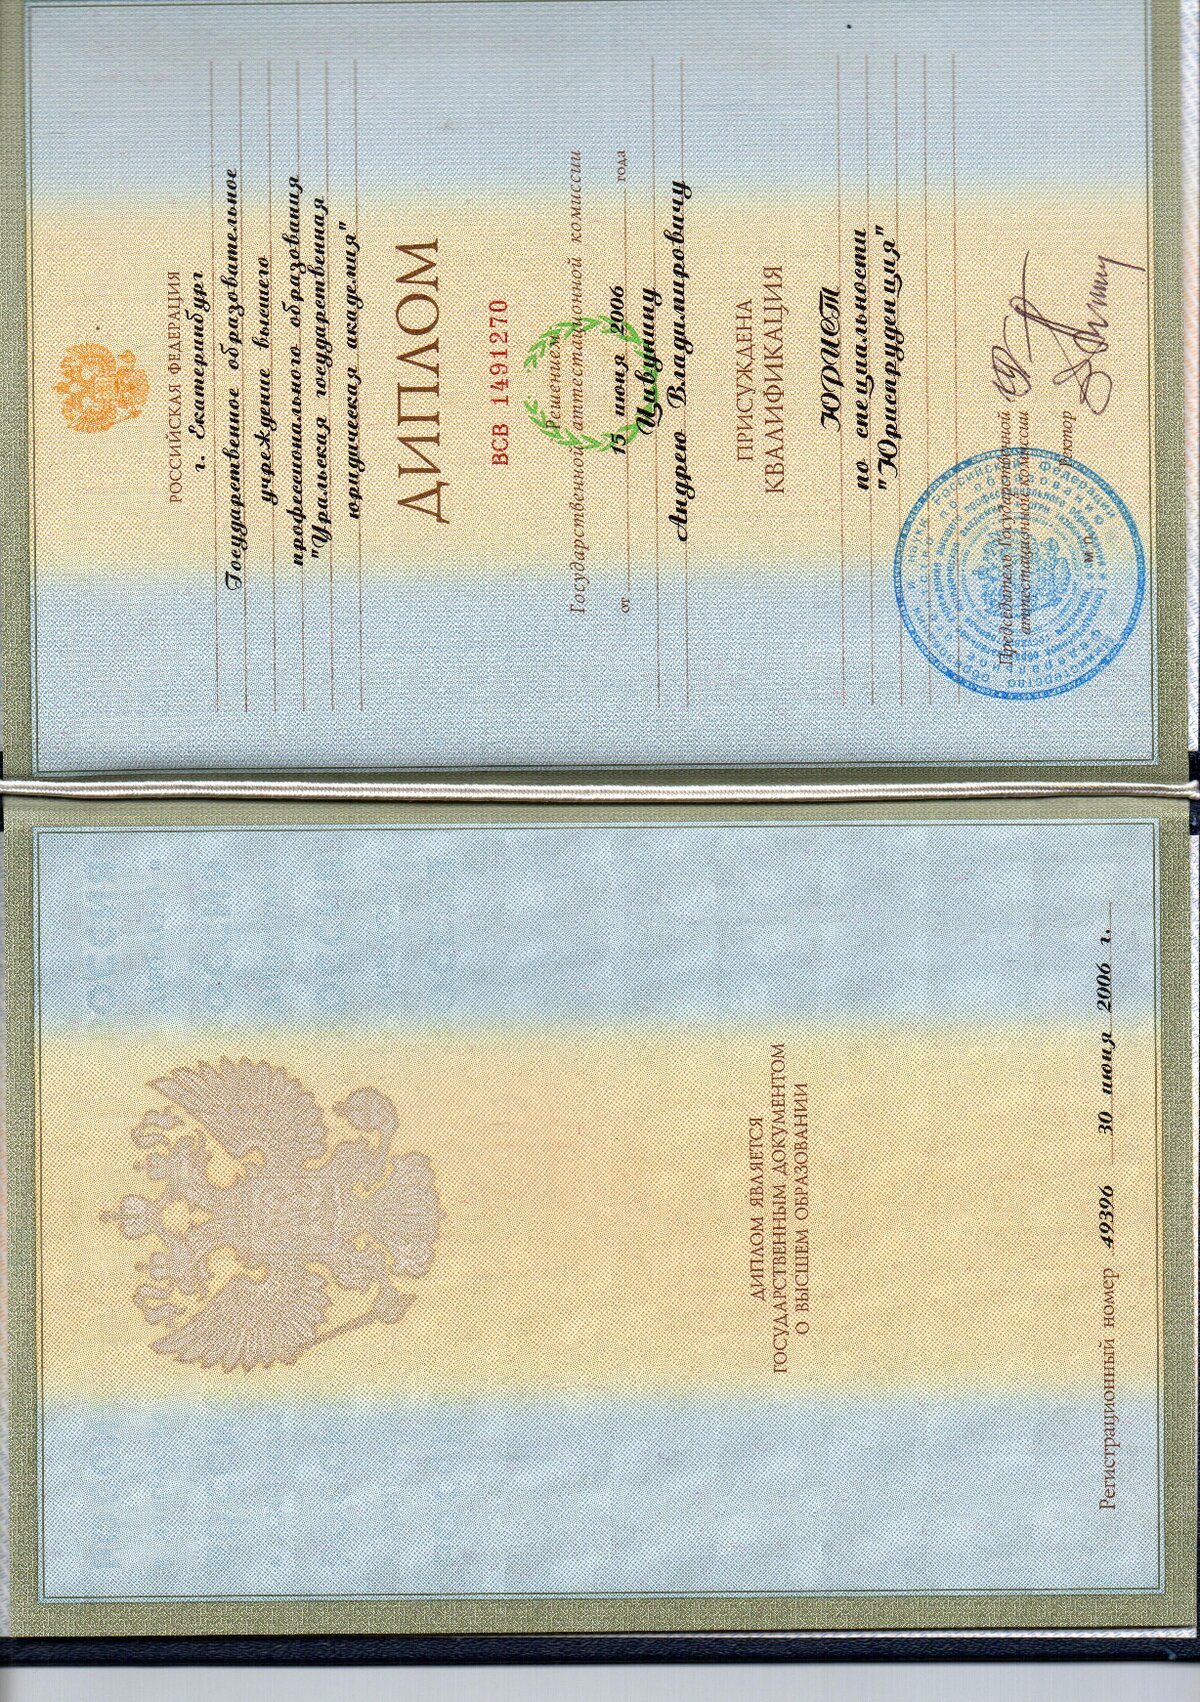 ДИПЛОМ ЯВЛЯЕТСЯ
ГОСУДАРСТВЕННЫМ ДОКУМЕНТОМ
О ВЫСШЕМ ОБРАЗОВАНИИ
Регистрационный номер 49396 30 июня 2006 г.
РОССИЙСКАЯ ФЕДЕРАЦИЯ
г. Екатеринбург
Государственное образовательное
учреждение высшего
профессионального образования
"Уральская государственная
юридическая академия"
ДИПЛОМ
ВСВ 1491270
Решением
Государственной аттестационной комиссии
от 15 июня 2006 года
Цивунину
Андрею Владимировичу
ПРИСУЖДЕНА
КВАЛИФИКАЦИЯ
ЮРИСТ
по специальности
"Юриспруденция"
Председатель Государственной
аттестационной комиссии
Ректор
М.П.